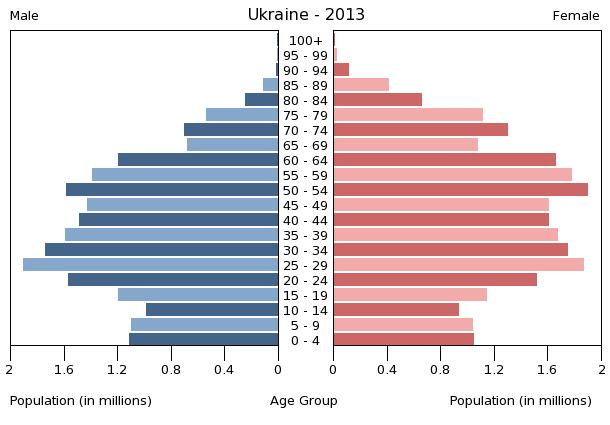 Ukraine - 2013
Male
Female
100+
95 - 99
90 - 94
85 - 89
80 - 84
75 - 79
70 - 74
65 - 69
60 - 64
55 - 59
50 - 54
45 - 49
40 - 44
35 - 39
30 - 34
25 - 29
20 - 24
15 - 19
10 - 14
5 - 9
0 - 4
2 1.6 1.2 0.8 0.4 0 0 0.4 0.8 1.2 1.6 2
Population (in millions) Age Group Population (in millions)